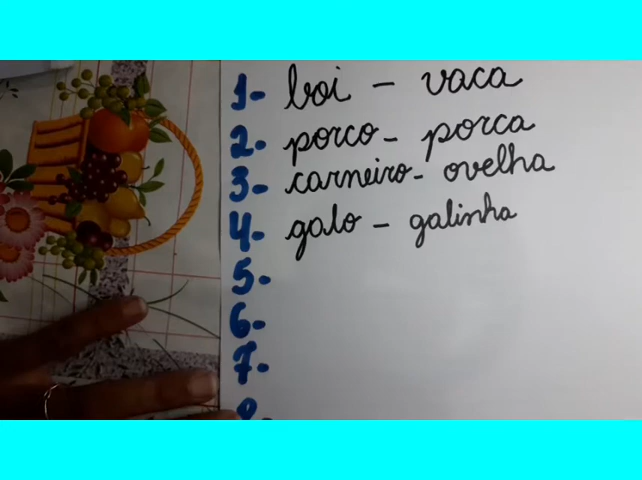 1- boi - vaca
2- porco - porca
3- carneiro - ovelha
4- galo - galinha
5-
6-
7-